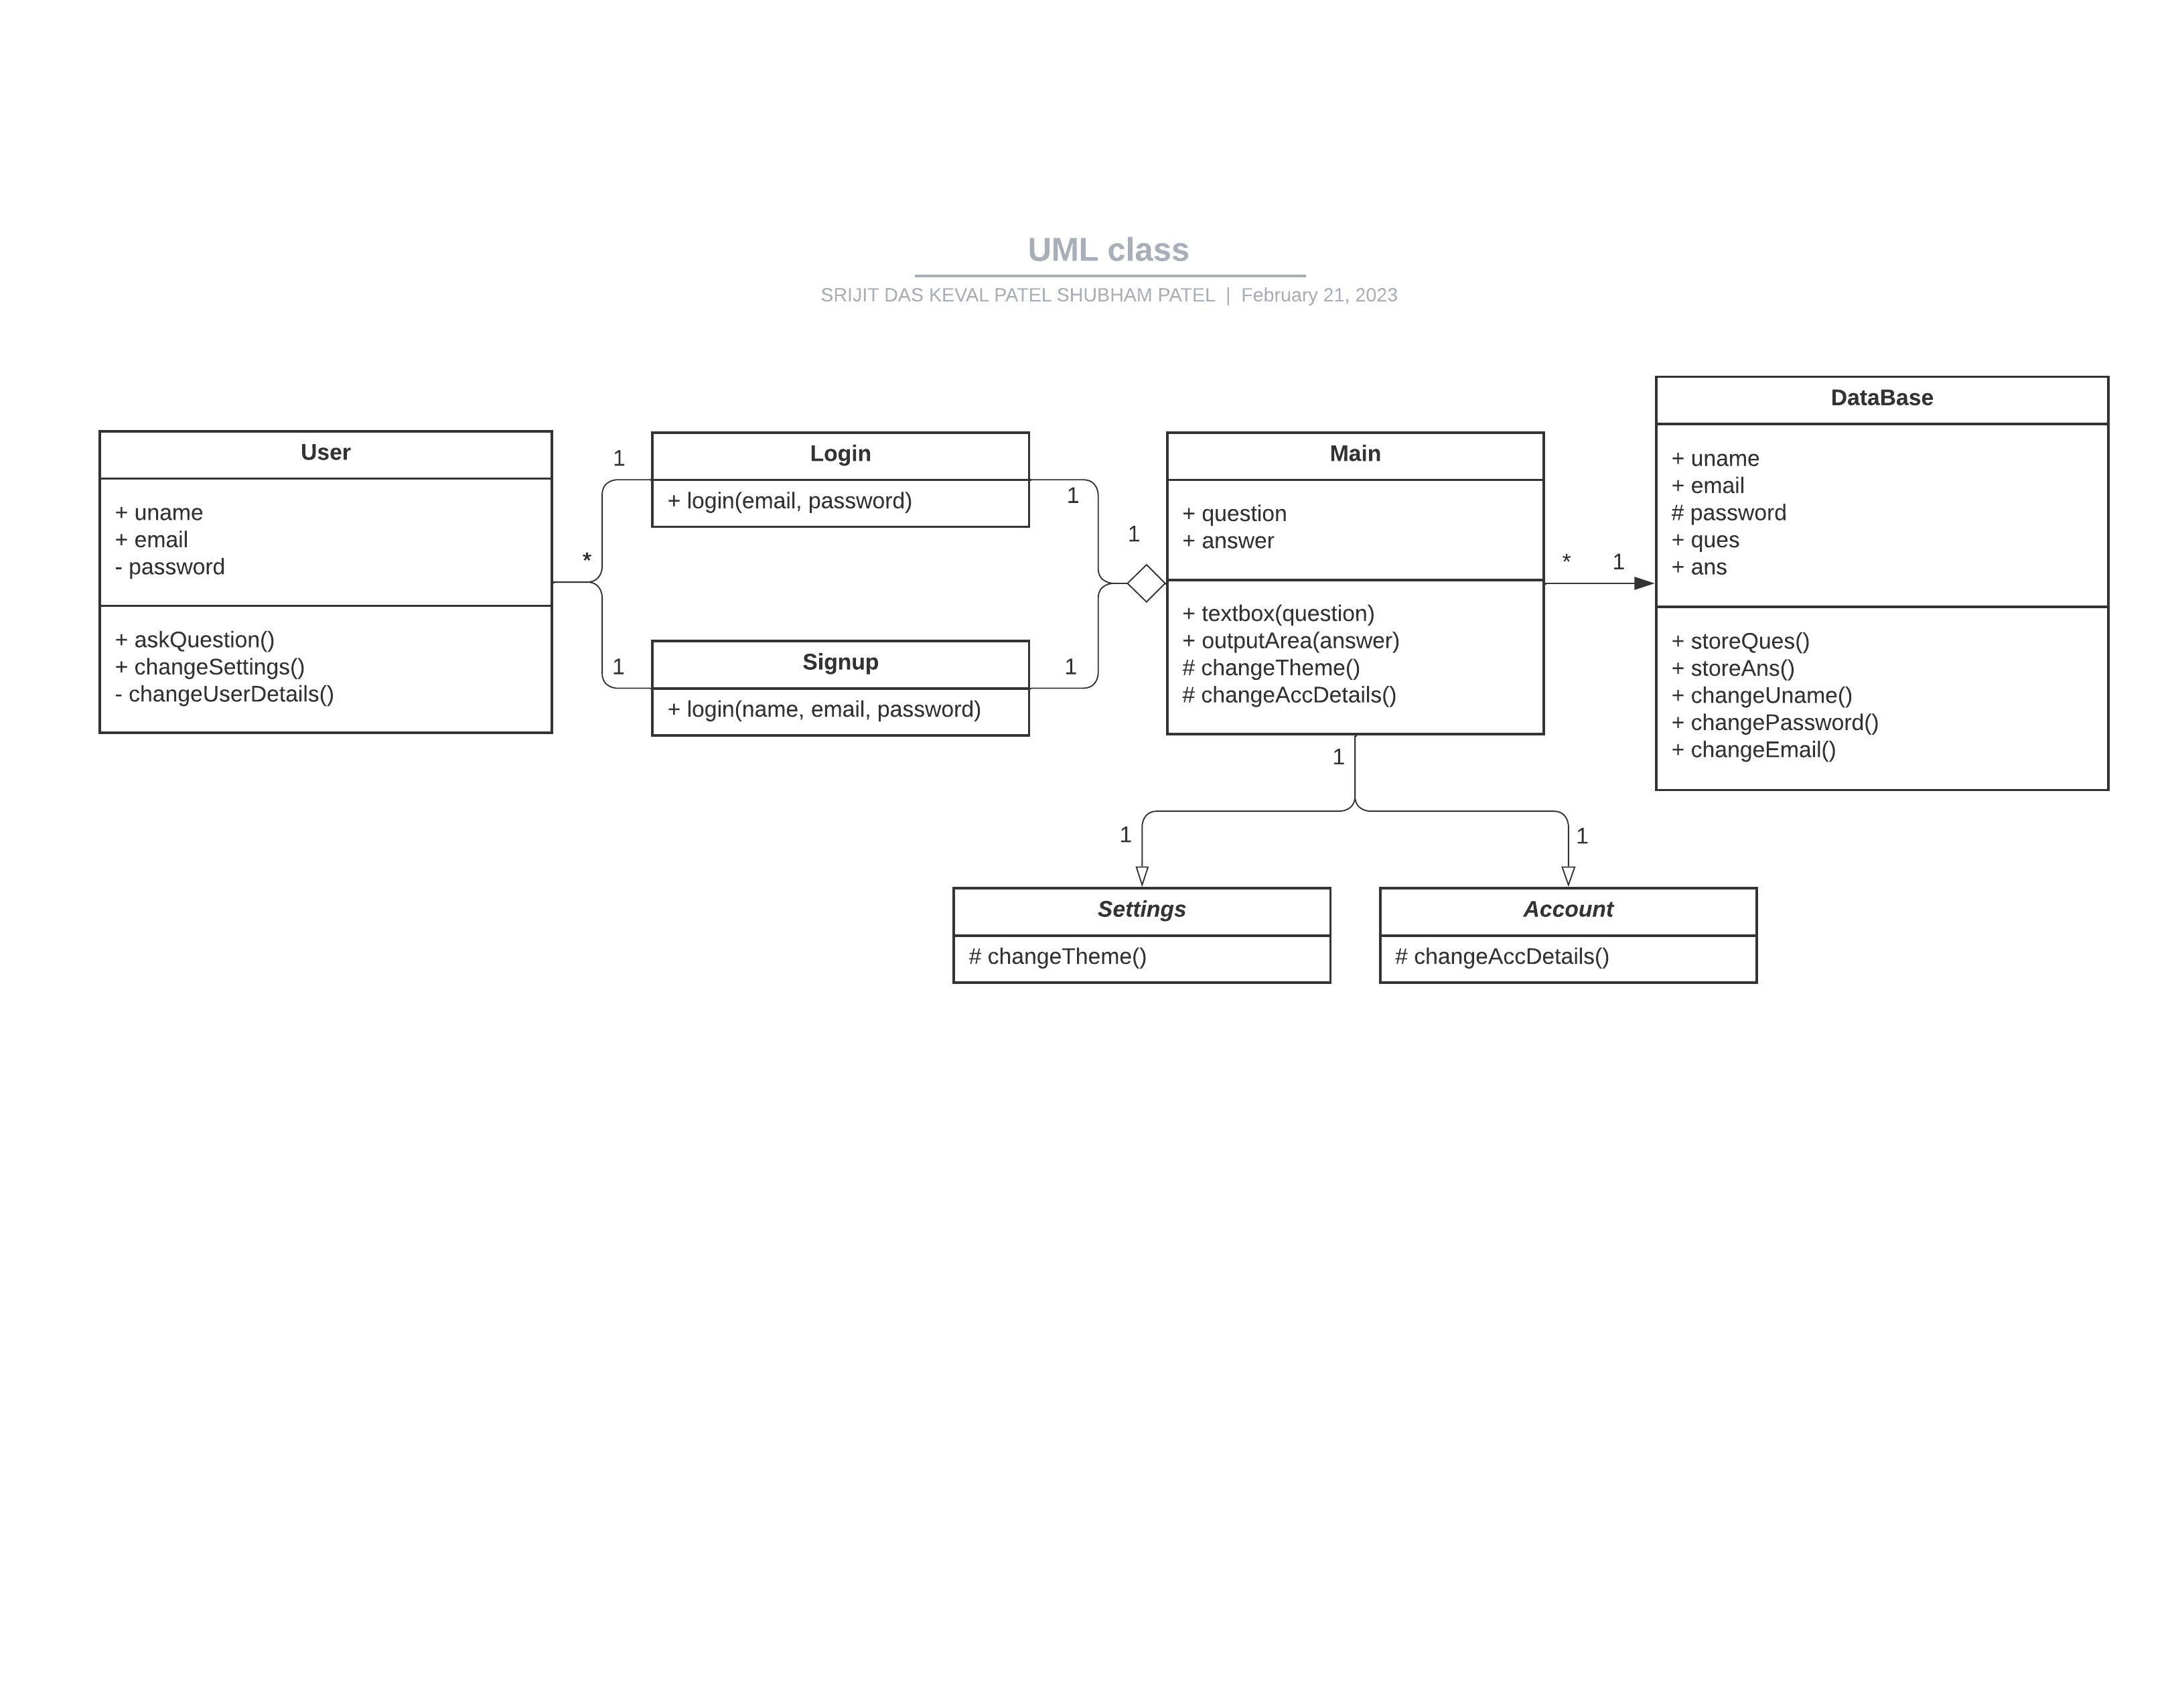 UML class
SRIJIT DAS KEVAL PATEL SHUBHAM PATEL | February 21, 2023
User
+ uname
+ email
- password
+ askQuestion()
+ changeSettings()
- changeUserDetails()
*
1
1
Login
+ login(email, password)
Signup
+ login(name, email, password)
1
1
1
Main
+ question
+ answer
+ textbox(question)
+ outputArea(answer)
# changeTheme()
# changeAccDetails()
*
1
DataBase
+ uname
+ email
# password
+ ques
+ ans
+ storeQues()
+ storeAns()
+ changeUname()
+ changePassword()
+ changeEmail()
1
1
1
Settings
# changeTheme()
Account
# changeAccDetails()